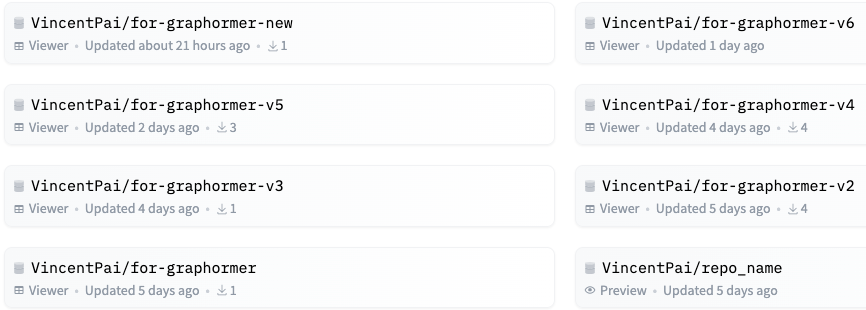 VincentPai/for-graphormer-new
Viewer • Updated about 21 hours ago • 1
VincentPai/for-graphormer-v6
Viewer • Updated 1 day ago
VincentPai/for-graphormer-v5
Viewer • Updated 2 days ago • 3
VincentPai/for-graphormer-v4
Viewer • Updated 4 days ago • 4
VincentPai/for-graphormer-v3
Viewer • Updated 4 days ago • 1
VincentPai/for-graphormer-v2
Viewer • Updated 5 days ago • 4
VincentPai/for-graphormer
Viewer • Updated 5 days ago • 1
VincentPai/repo_name
Preview • Updated 5 days ago